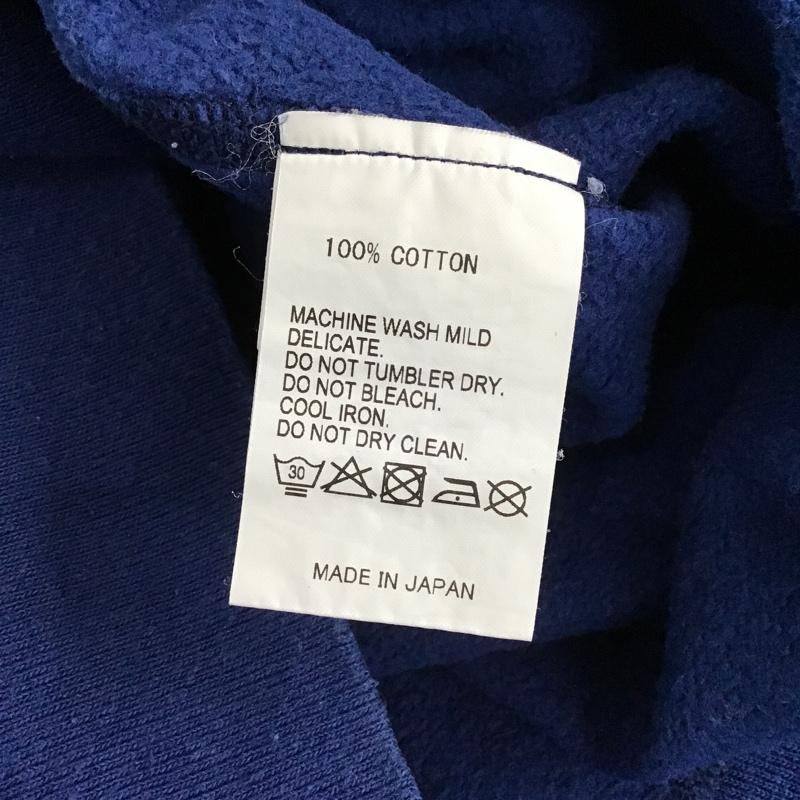 100% COTTON
MACHINE WASH MILD
DELICATE.
DO NOT TUMBLER DRY.
DO NOT BLEACH.
COOL IRON.
DO NOT DRY CLEAN.
30
MADE IN JAPAN